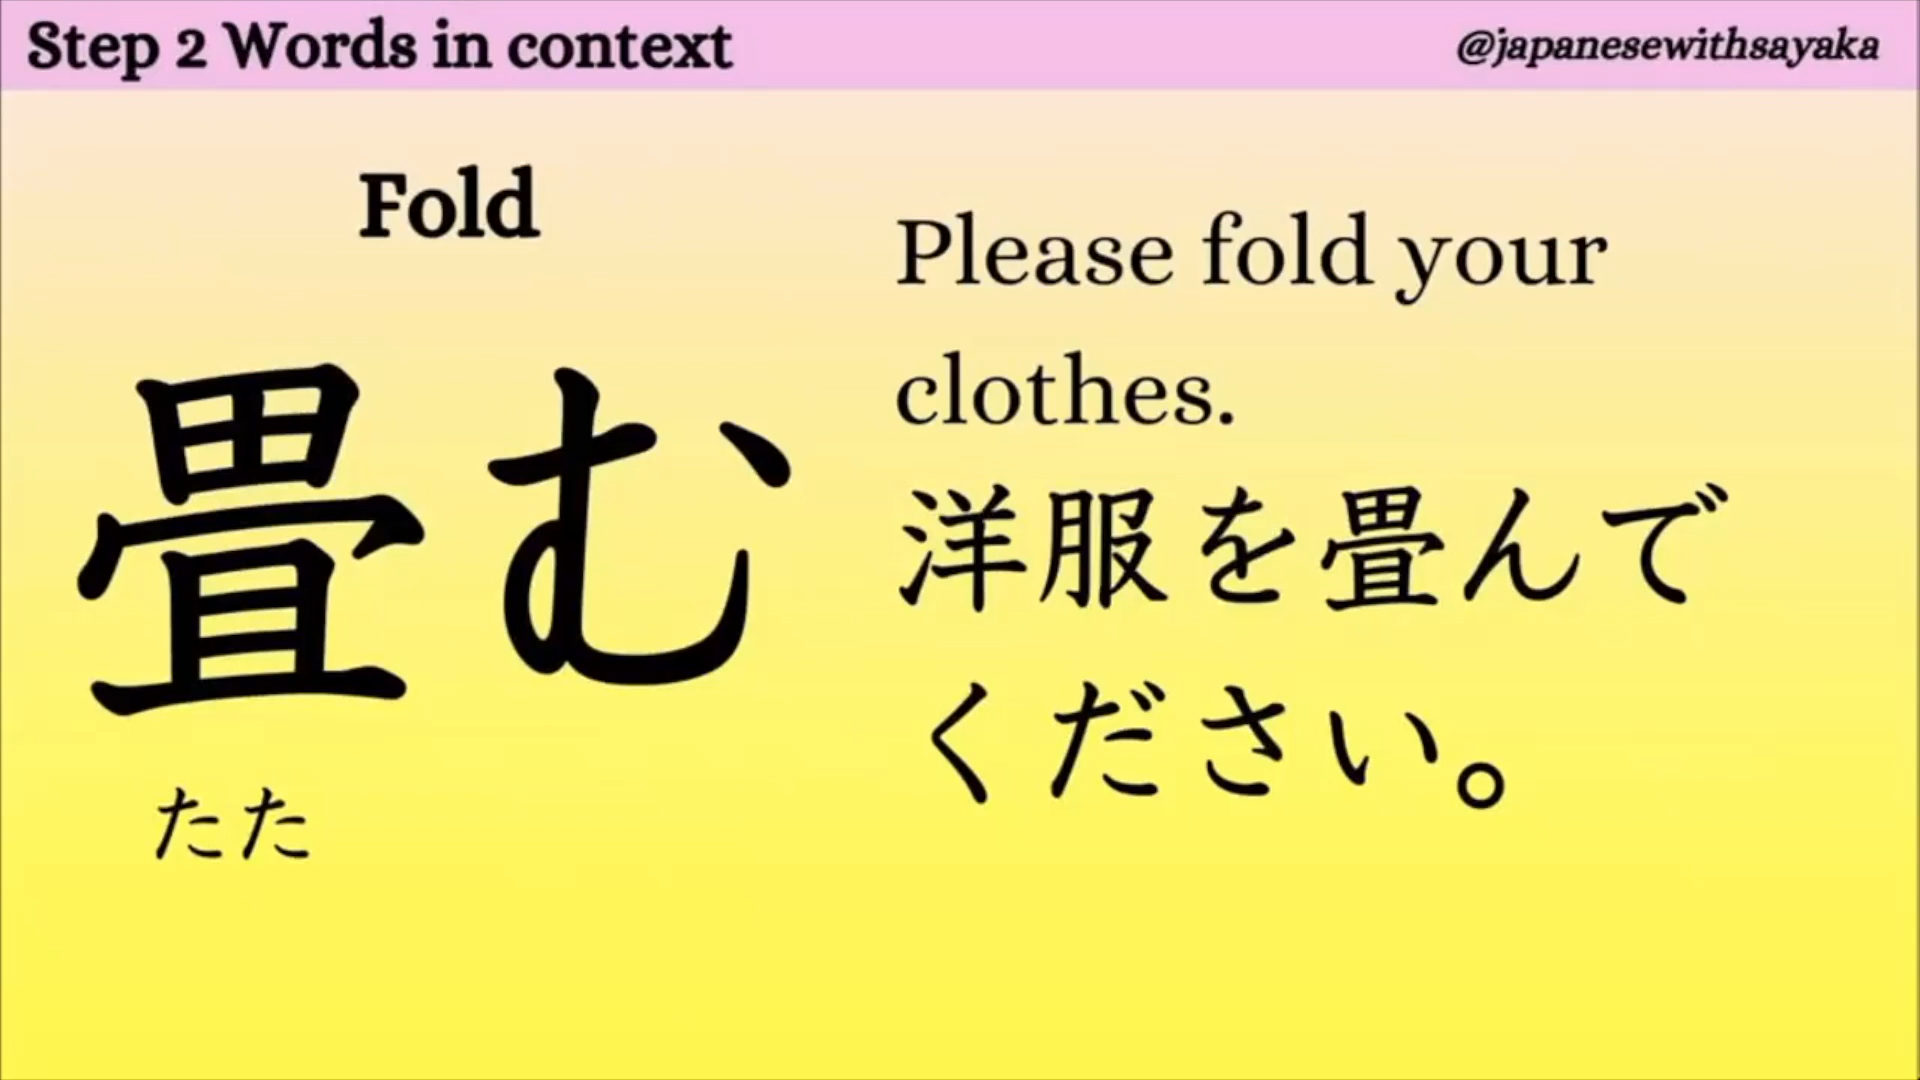 Step 2 Words in context
@japanesewithsayaka
Fold
畳む
たた
Please fold your
clothes.
洋服を畳んで
ください。